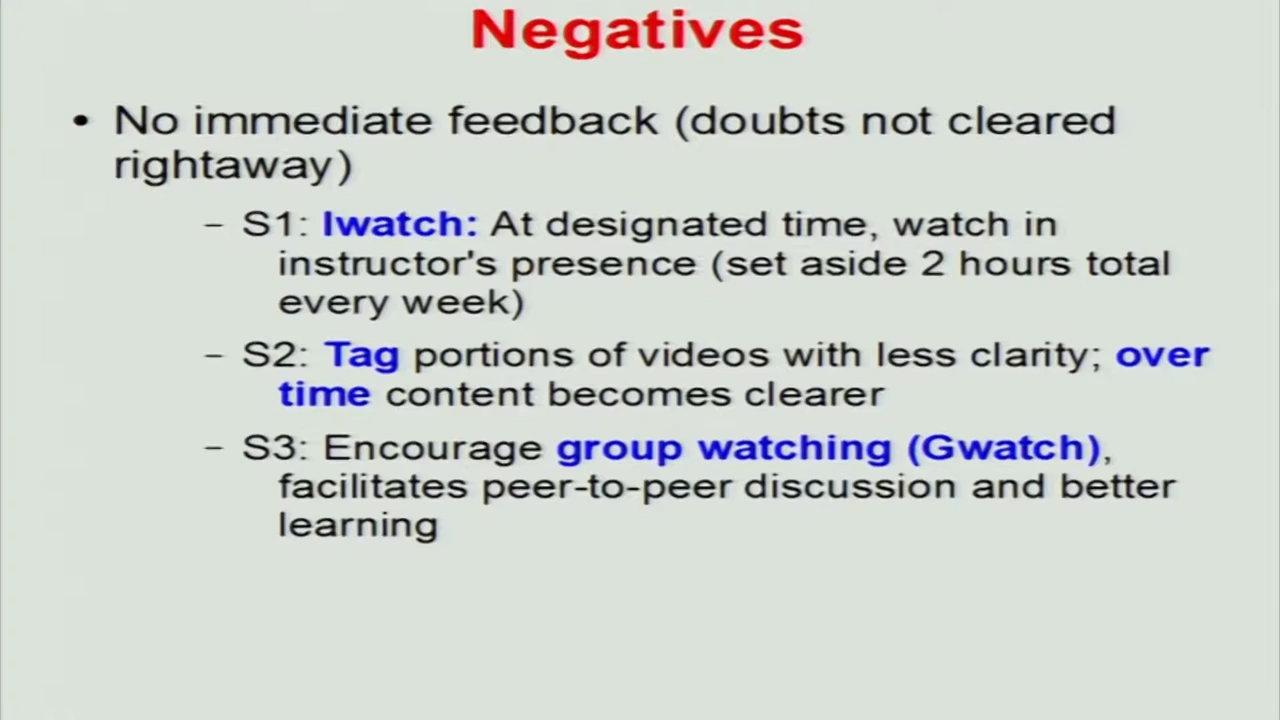 Negatives
• No immediate feedback (doubts not cleared
rightaway)
– S1: Iwatch: At designated time, watch in
instructor's presence (set aside 2 hours total
every week)
– S2: Tag portions of videos with less clarity; over
time content becomes clearer
– S3: Encourage group watching (Gwatch),
facilitates peer-to-peer discussion and better
learning